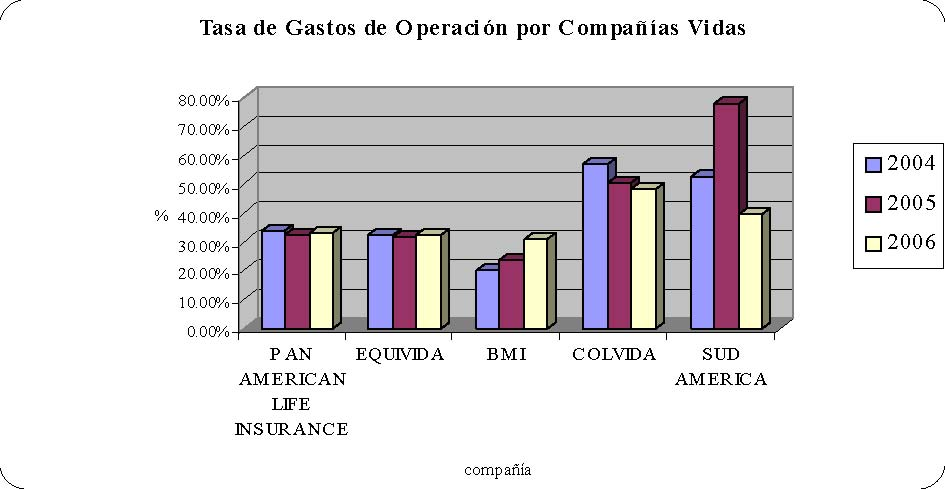 Tasa de Gastos de Operación por Compañías Vidas
80.00%
70.00%
60.00%
50.00%
40.00%
30.00%
20.00%
10.00%
0.00%
%
PAN
AMERICAN
LIFE
INSURANCE
EQUIVIDA
BMI
COLVIDA
SUD
AMERICA
compañía
2004
2005
2006